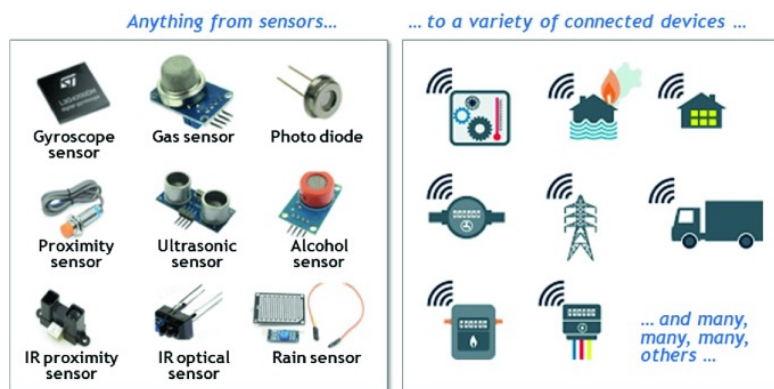 Anything from sensors...
... to a variety of connected devices ...
Gyroscope
sensor
Gas sensor
Photo diode
Proximity
sensor
Ultrasonic
sensor
Alcohol
sensor
IR proximity
sensor
IR optical
sensor
Rain sensor
... and many,
many, many,
others ...